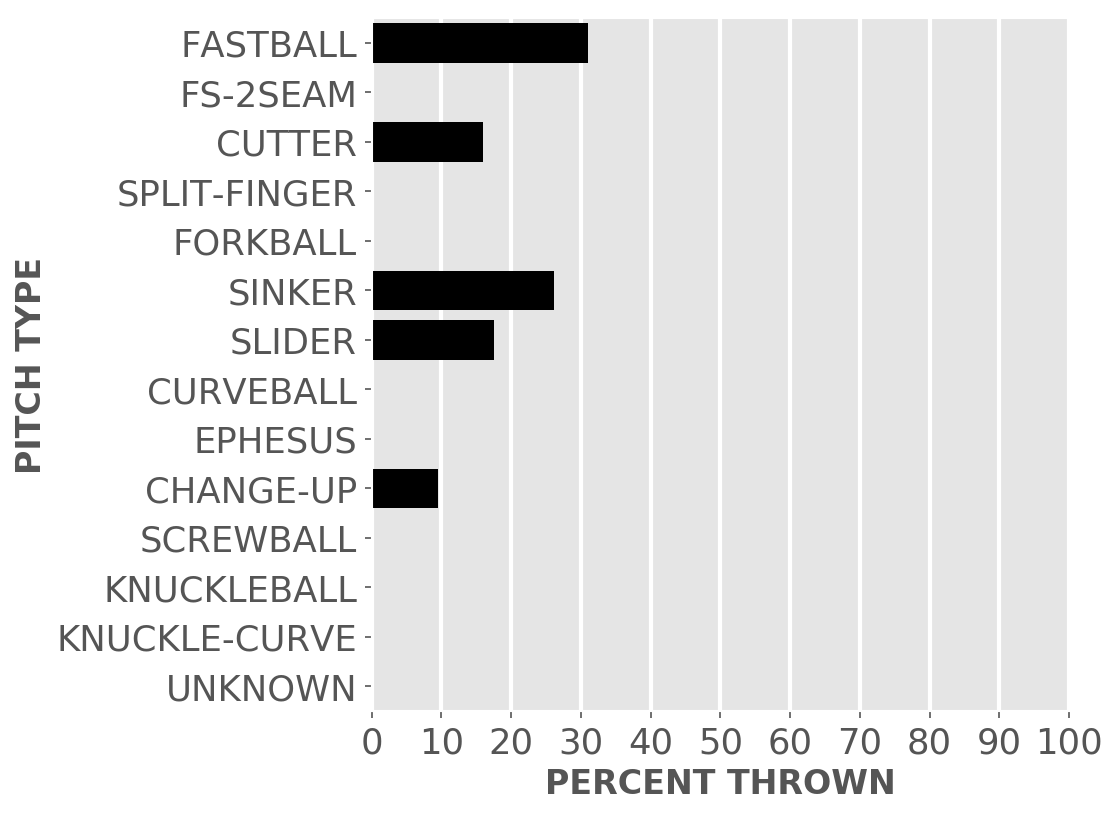 FASTBALL
FS-2SEAM
CUTTER
SPLIT-FINGER
FORKBALL
SINKER
SLIDER
CURVEBALL
EPHESUS
CHANGE-UP
SCREWBALL
KNUCKLEBALL
KNUCKLE-CURVE
UNKNOWN
PITCH TYPE
0 10 20 30 40 50 60 70 80 90 100
PERCENT THROWN